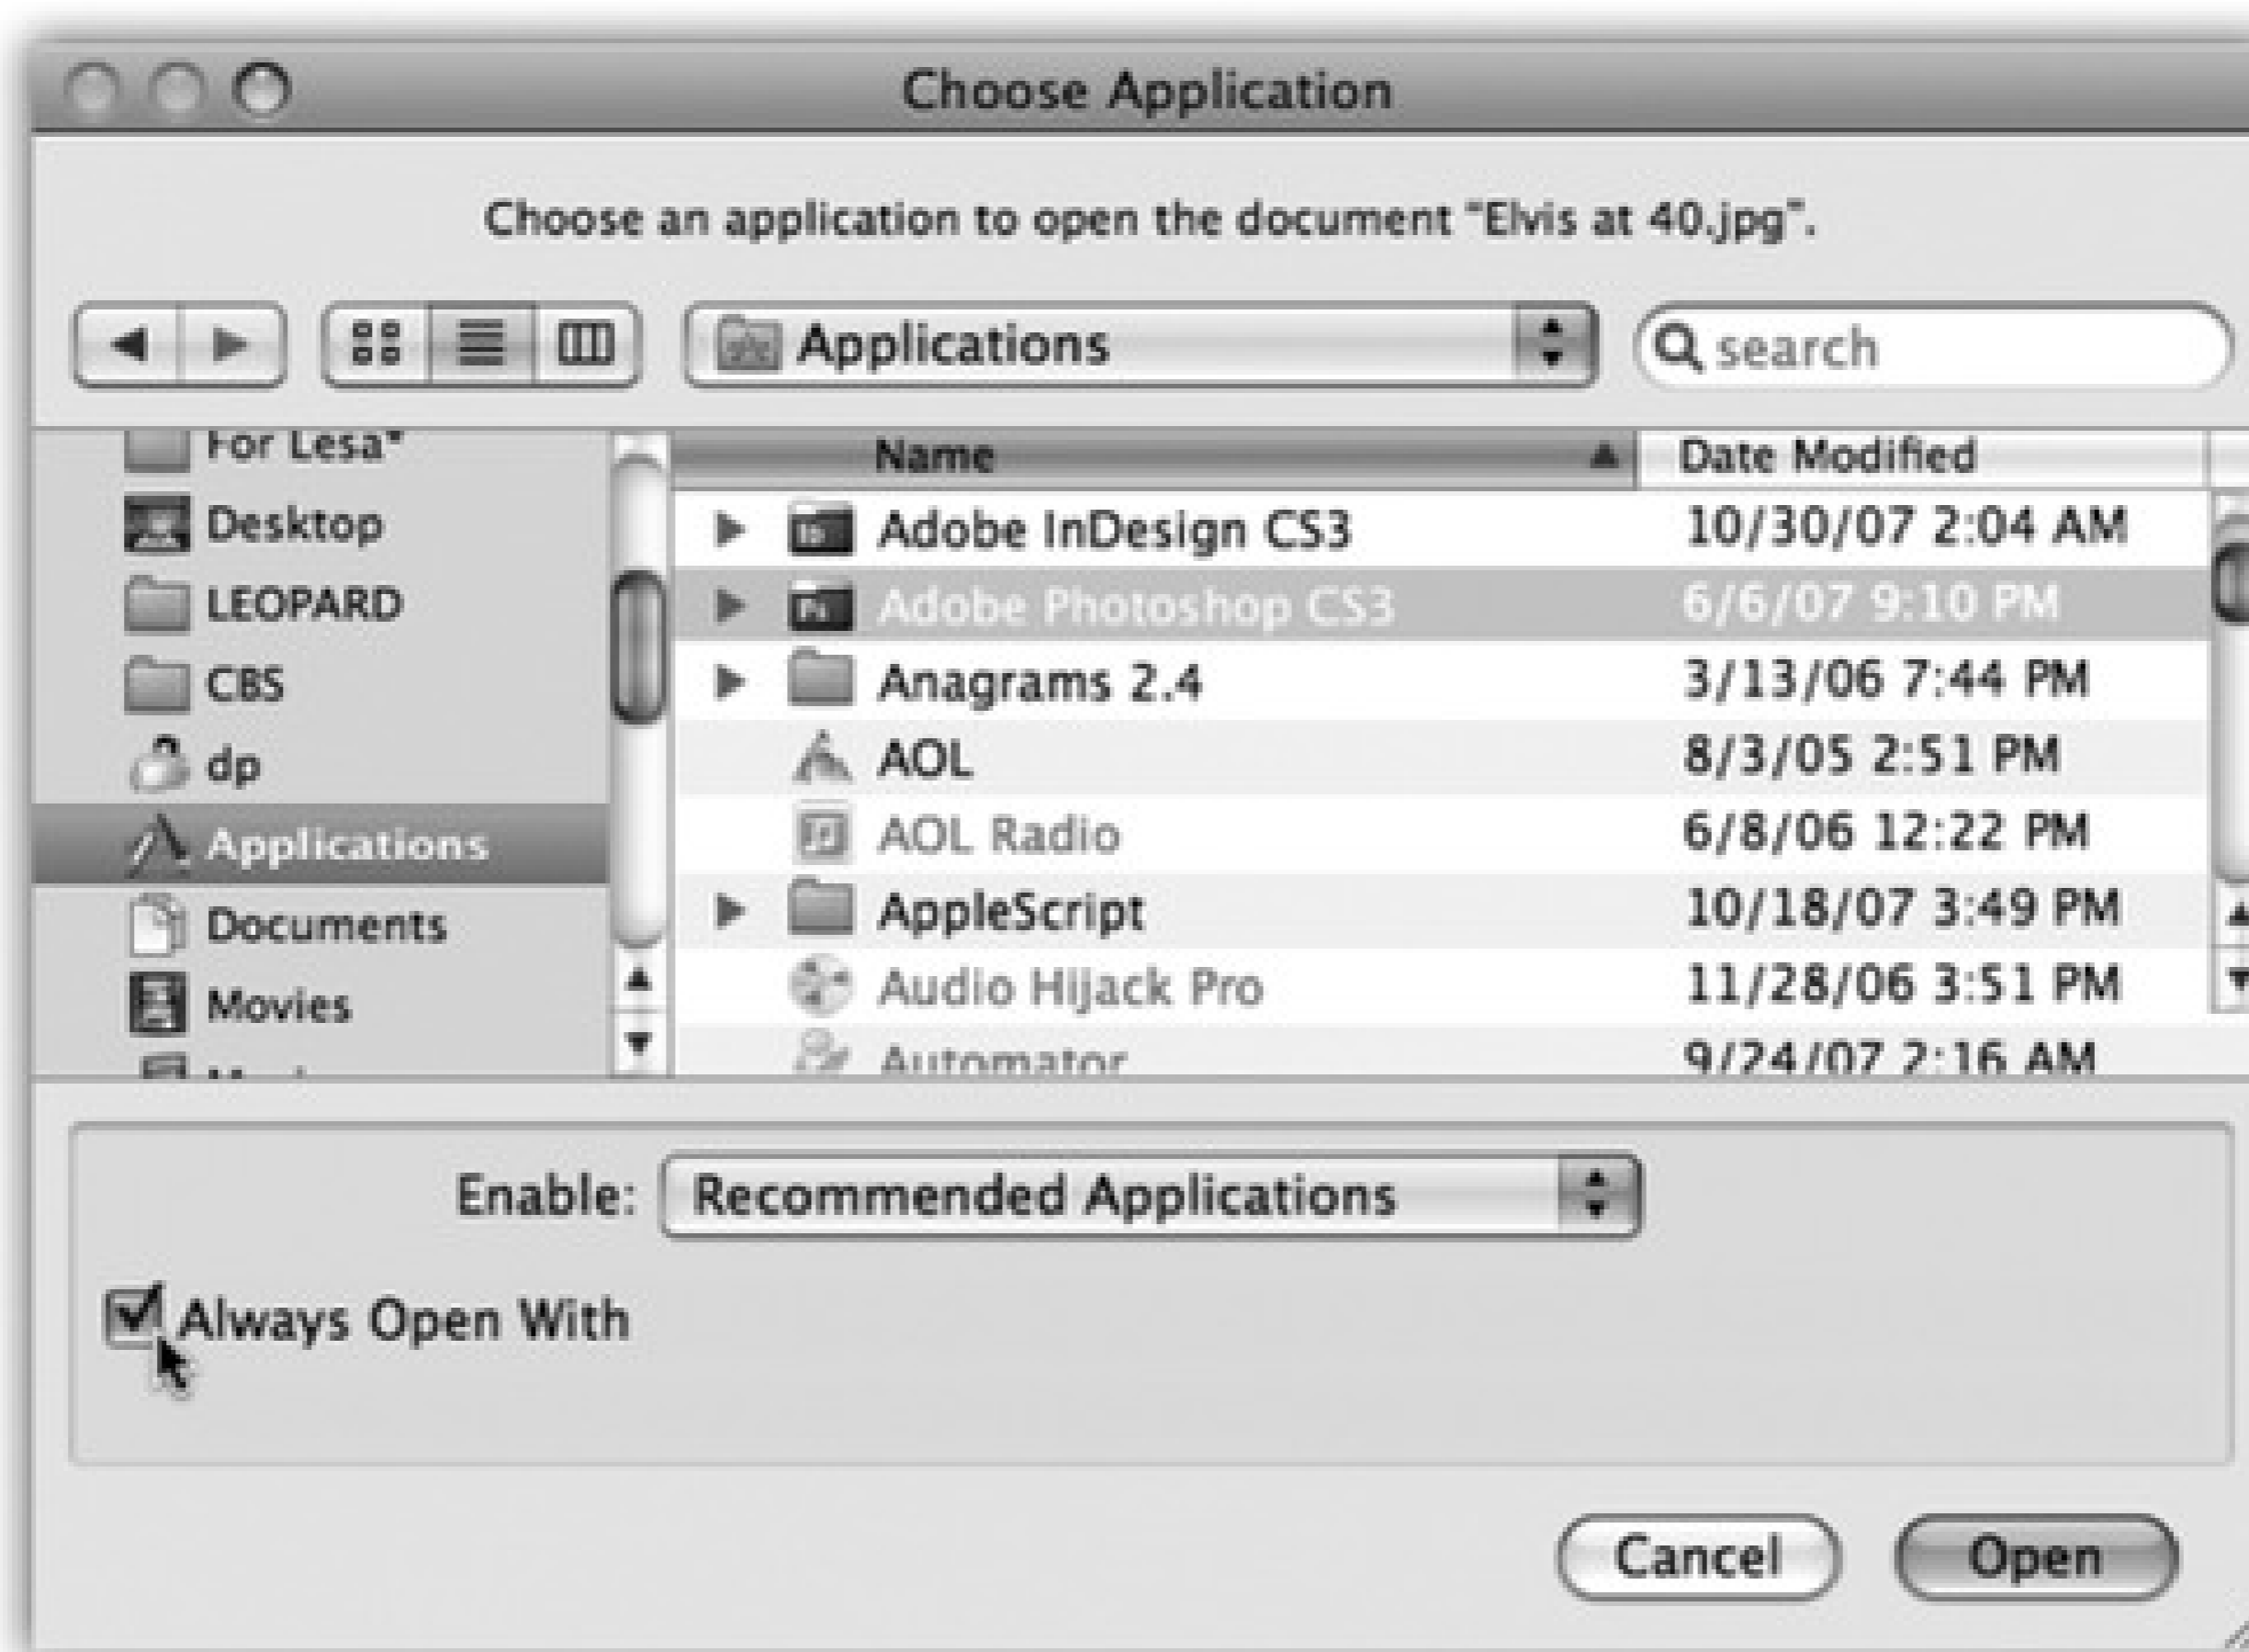 Choose Application
Choose an application to open the document "Elvis at 40.jpg".
Applications
search
For Lesa*
Desktop
LEOPARD
CBS
dp
Applications
Documents
Movies
Name Date Modified
Adobe InDesign CS3 10/30/07 2:04 AM
Adobe Photoshop CS3 6/6/07 9:10 PM
Anagrams 2.4 3/13/06 7:44 PM
AOL 8/3/05 2:51 PM
AOL Radio 6/8/06 12:22 PM
AppleScript 10/18/07 3:49 PM
Audio Hijack Pro 11/28/06 3:51 PM
Automator 9/24/07 2:16 AM
Enable: Recommended Applications
Always Open With
Cancel Open